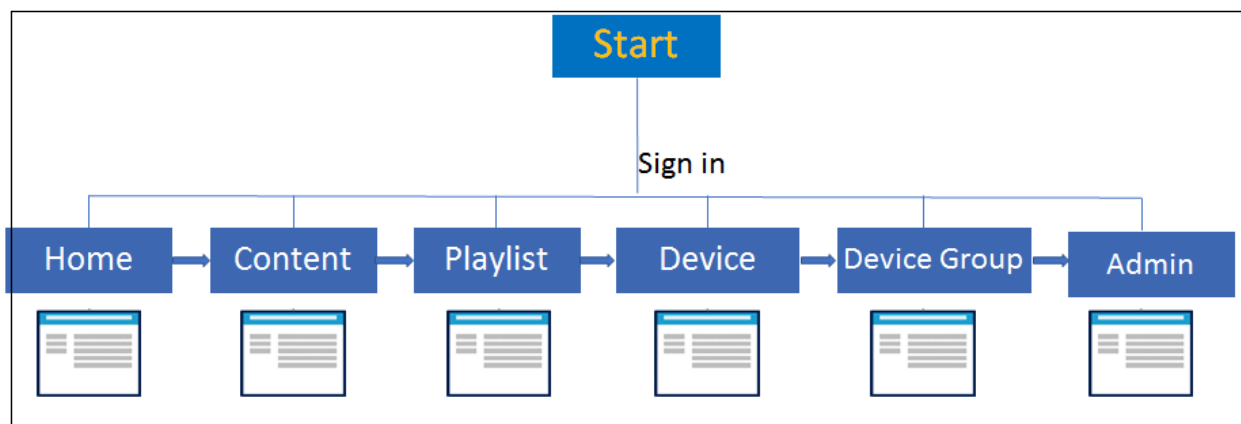 Start
Sign in
Home
Content
Playlist
Device
Device Group
Admin